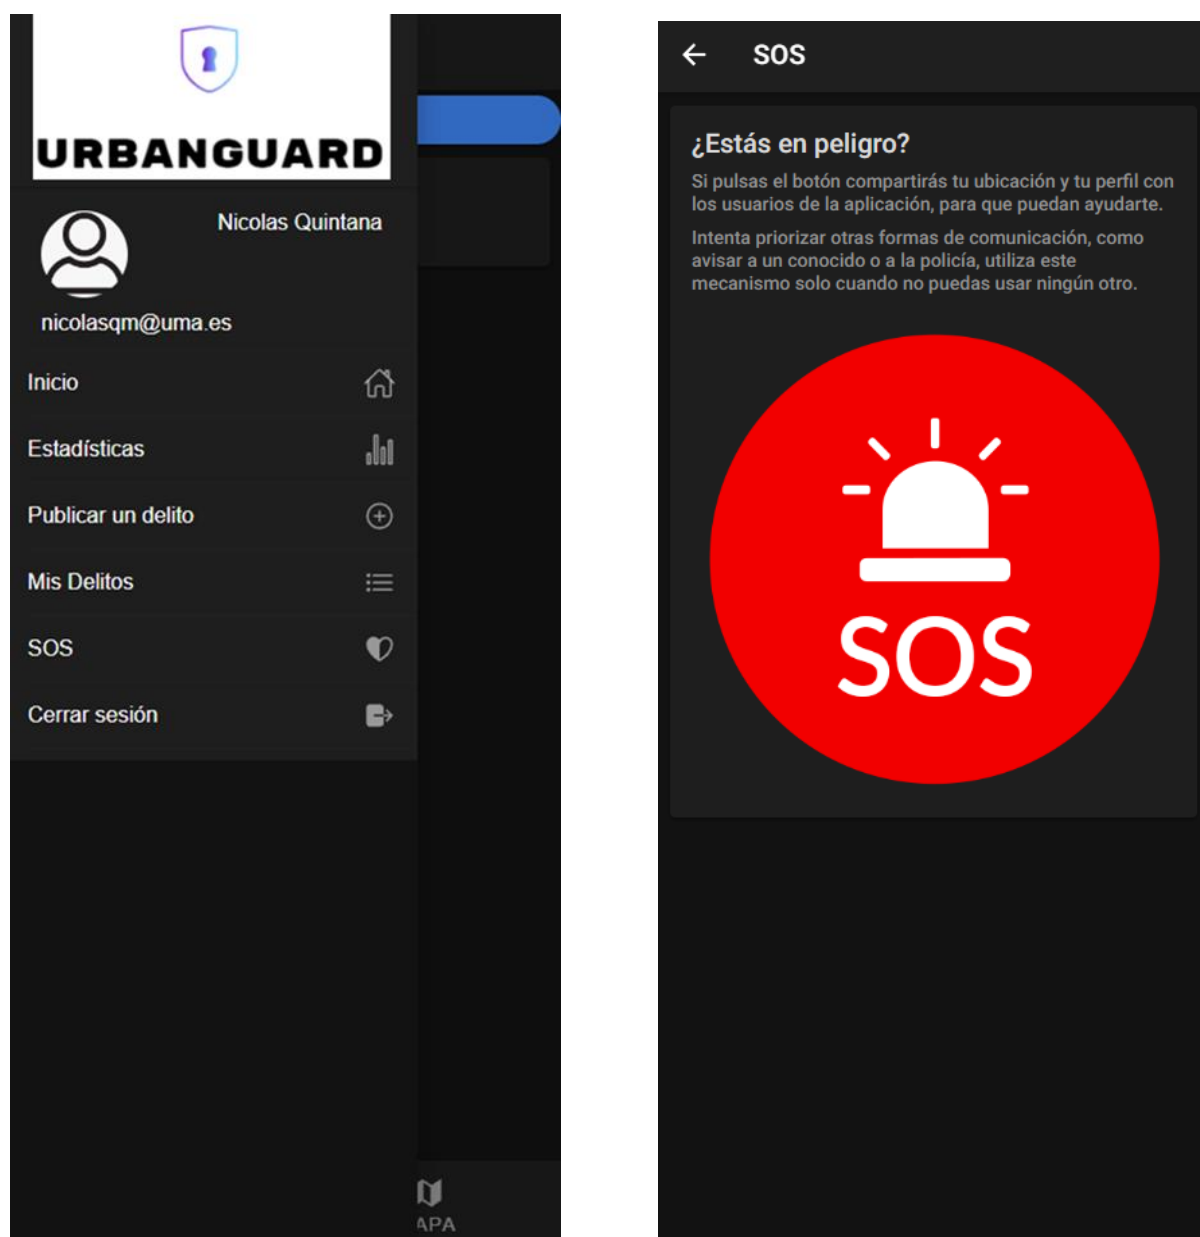 URBANGUARD
Nicolas Quintana
nicolasqm@uma.es
Inicio
Estadísticas
Publicar un delito
Mis Delitos
SOS
Cerrar sesión
APA
SOS
¿Estás en peligro?
Si pulsas el botón compartirás tu ubicación y tu perfil con
los usuarios de la aplicación, para que puedan ayudarte.
Intenta priorizar otras formas de comunicación, como
avisar a un conocido o a la policía, utiliza este
mecanismo solo cuando no puedas usar ningún otro.
SOS